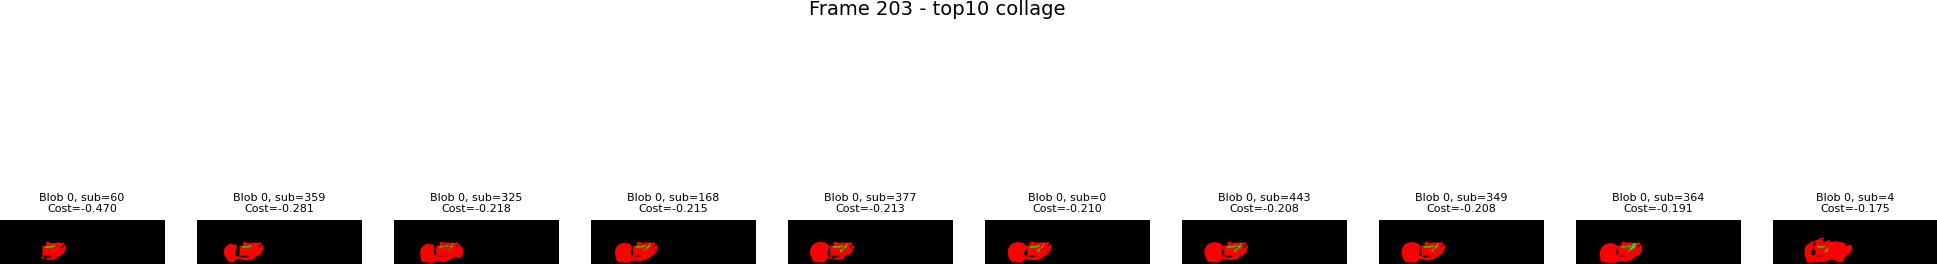 Frame 203 - top10 collage
Blob 0, sub=60
Cost=-0.470
Blob 0, sub=359
Cost=-0.281
Blob 0, sub=325
Cost=-0.218
Blob 0, sub=168
Cost=-0.215
Blob 0, sub=377
Cost=-0.213
Blob 0, sub=0
Cost=-0.210
Blob 0, sub=443
Cost=-0.208
Blob 0, sub=349
Cost=-0.208
Blob 0, sub=364
Cost=-0.191
Blob 0, sub=4
Cost=-0.175